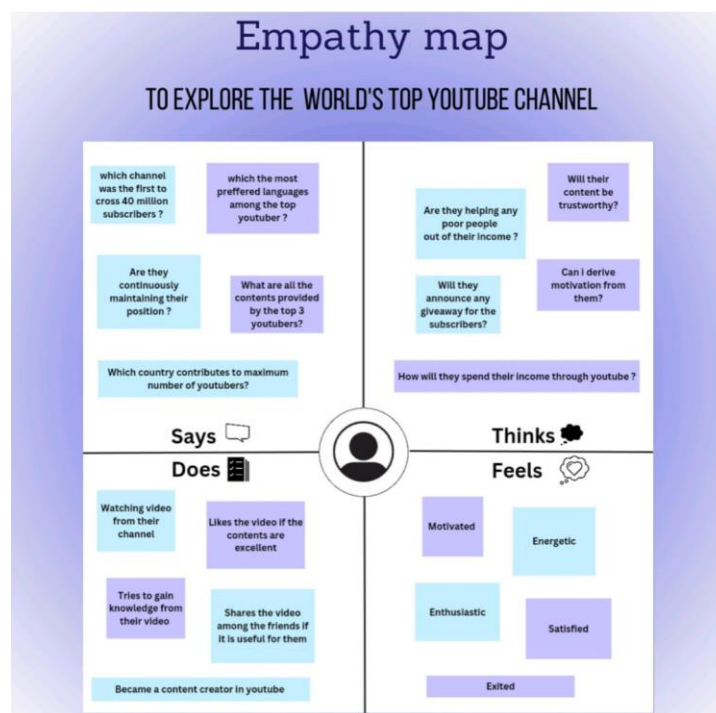 Empathy map
TO EXPLORE THE WORLD'S TOP YOUTUBE CHANNEL
which channel
was the first to
cross 40 million
subscribers ?
which the most
preffered languages
among the top
youtuber ?
Are they
continuously
maintaining their
position ?
What are all the
contents provided
by the top 3
youtubers?
Which country contributes to maximum
number of youtubers?
Says
Will their
content be
trustworthy?
Are they helping any
poor people
out of their income ?
Can i derive
motivation from
them?
Will they
announce any
giveaway for the
subscribers?
How will they spend their income through youtube ?
Thinks
Does
Watching video
from their
channel
Likes the video if the
contents are
excellent
Tries to gain
knowledge from
their video
Shares the video
among the friends if
it is useful for them
Became a content creator in youtube
Feels
Motivated
Energetic
Enthusiastic
Satisfied
Exited